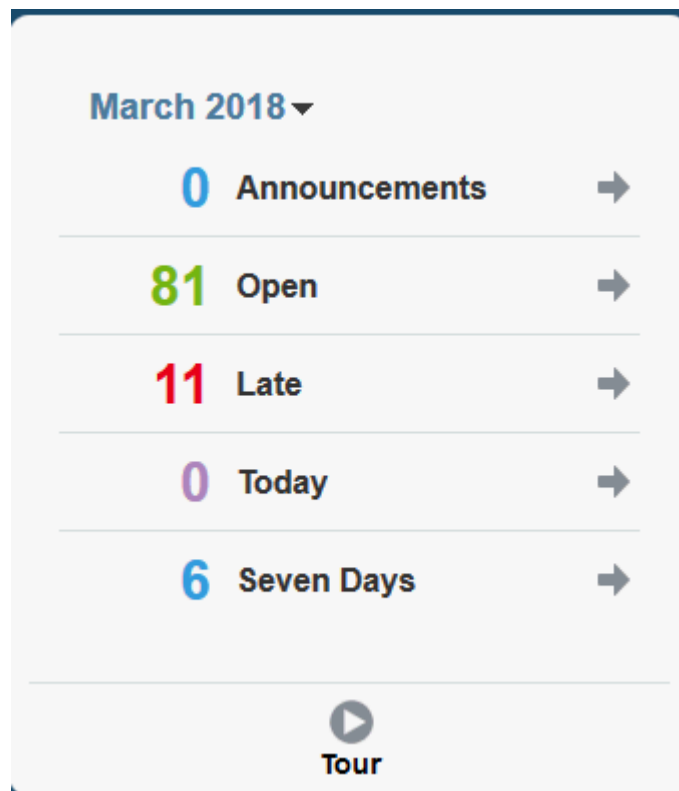 March 2018
0 Announcements
81 Open
11 Late
0 Today
6 Seven Days
Tour